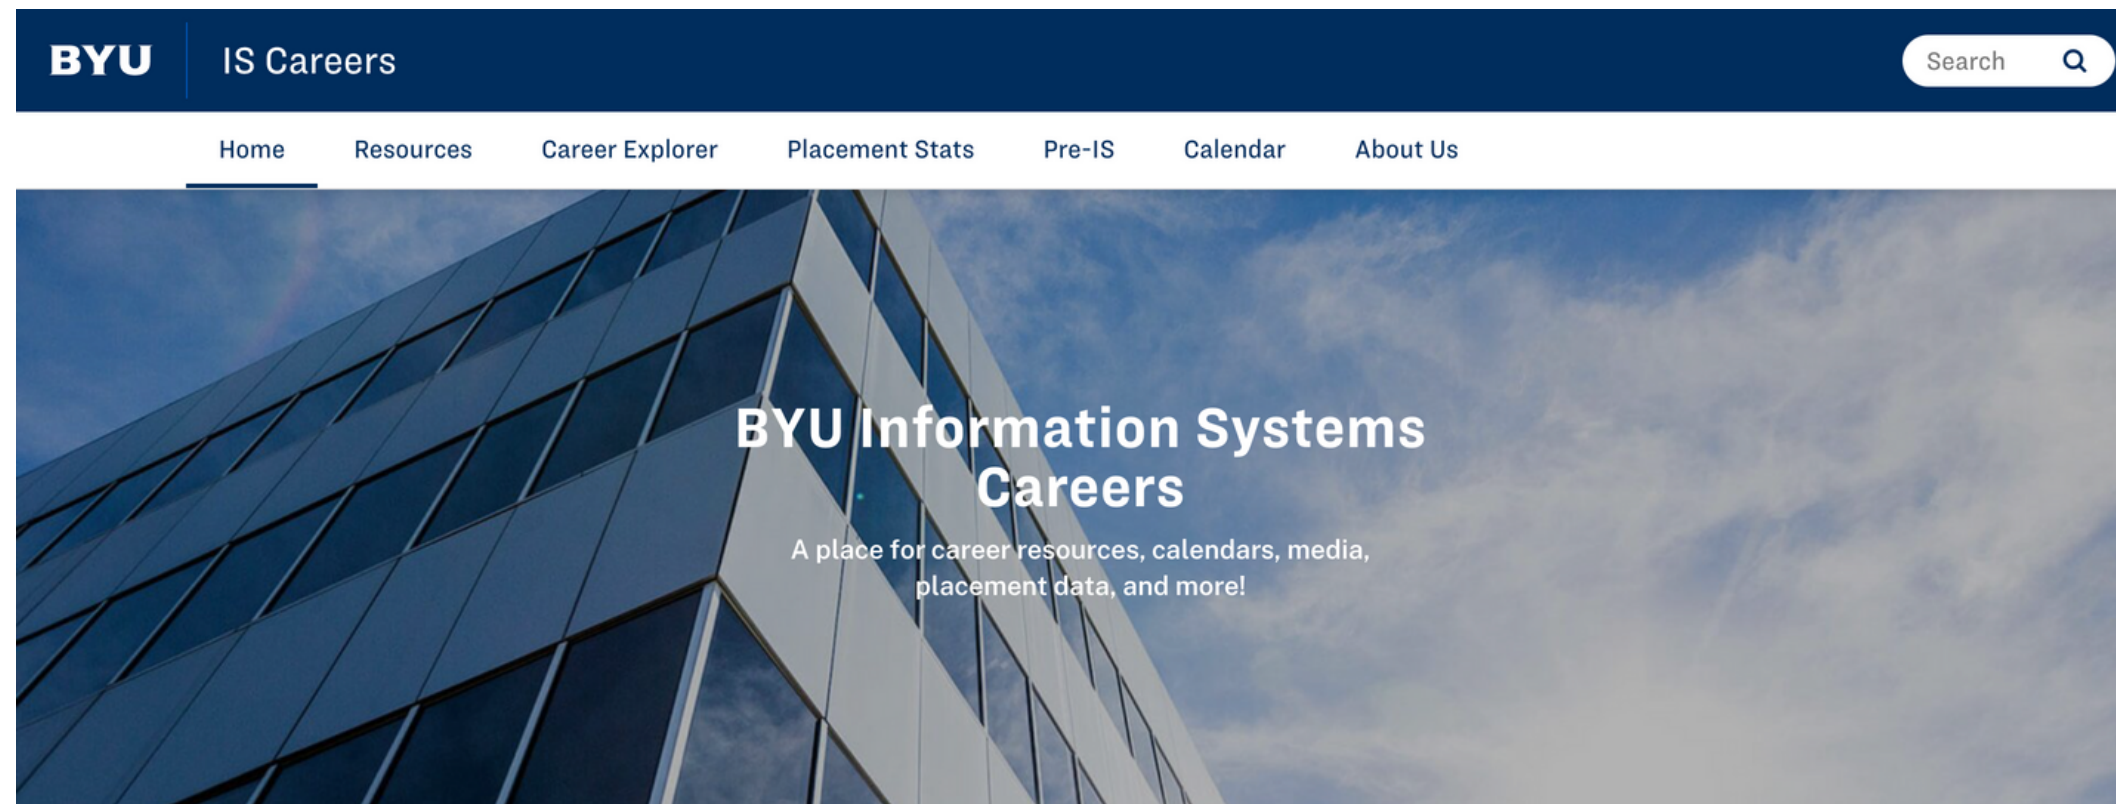 BYU IS Careers Search
Home Resources Career Explorer Placement Stats Pre-IS Calendar About Us
BYU Information Systems
Careers
A place for career resources, calendars, media,
placement data, and more!